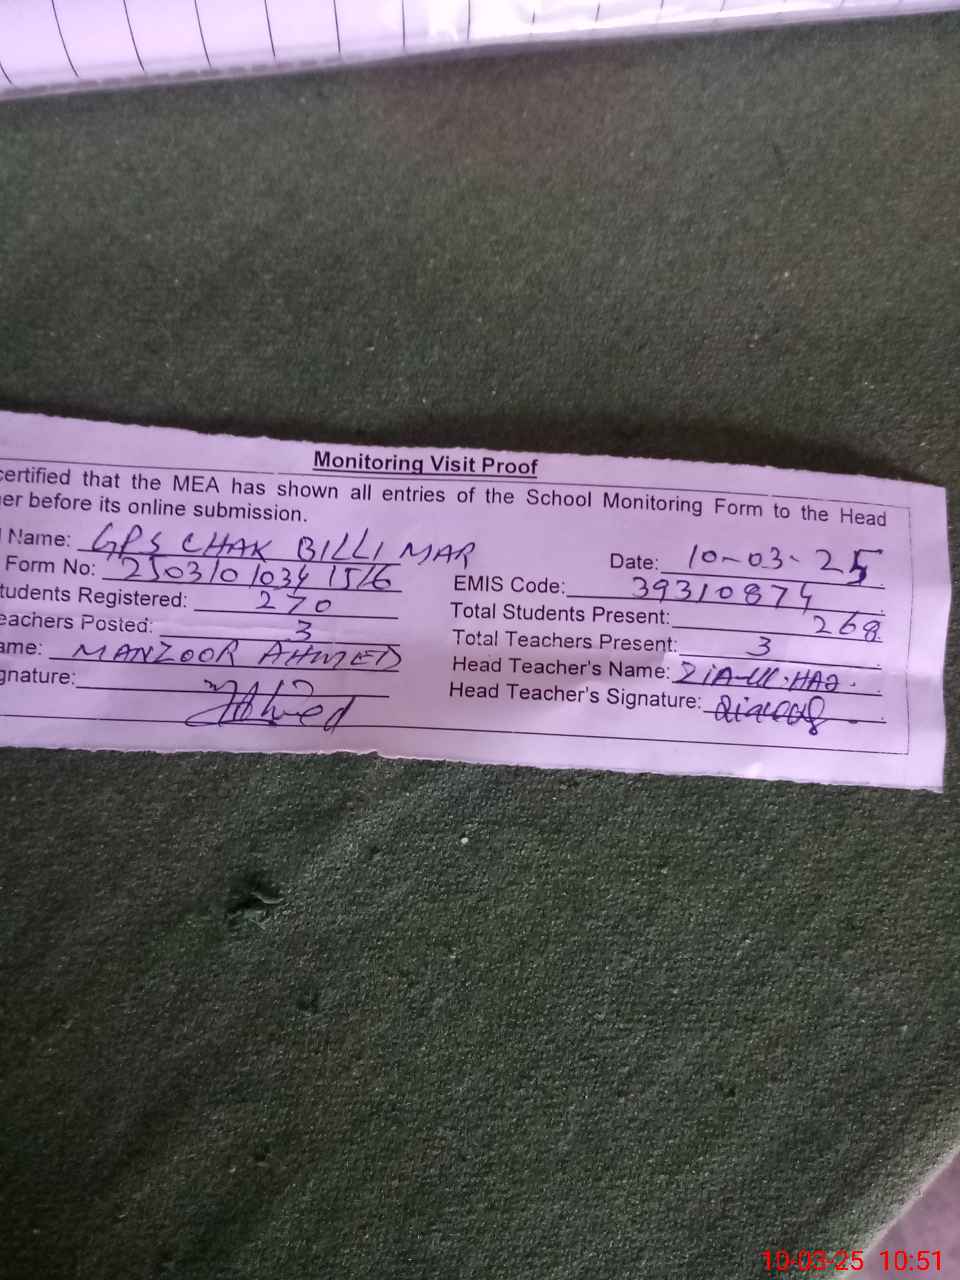 Monitoring Visit Proof
certified that the MEA has shown all entries of the School Monitoring Form to the Head
er before its online submission.
Name: GPS CHAK BILLI MAR
Date: 10-03-25
Form No: 2503101034 1516
EMIS Code: 39310874
tudents Registered: 270
Total Students Present: 268
eachers Posted: 3
Total Teachers Present: 3
ame: MANZOOR AHMED
Head Teacher's Name: ZIA-UL-HAQ.
gnature:
Head Teacher's Signature:
10-03-25 10:51